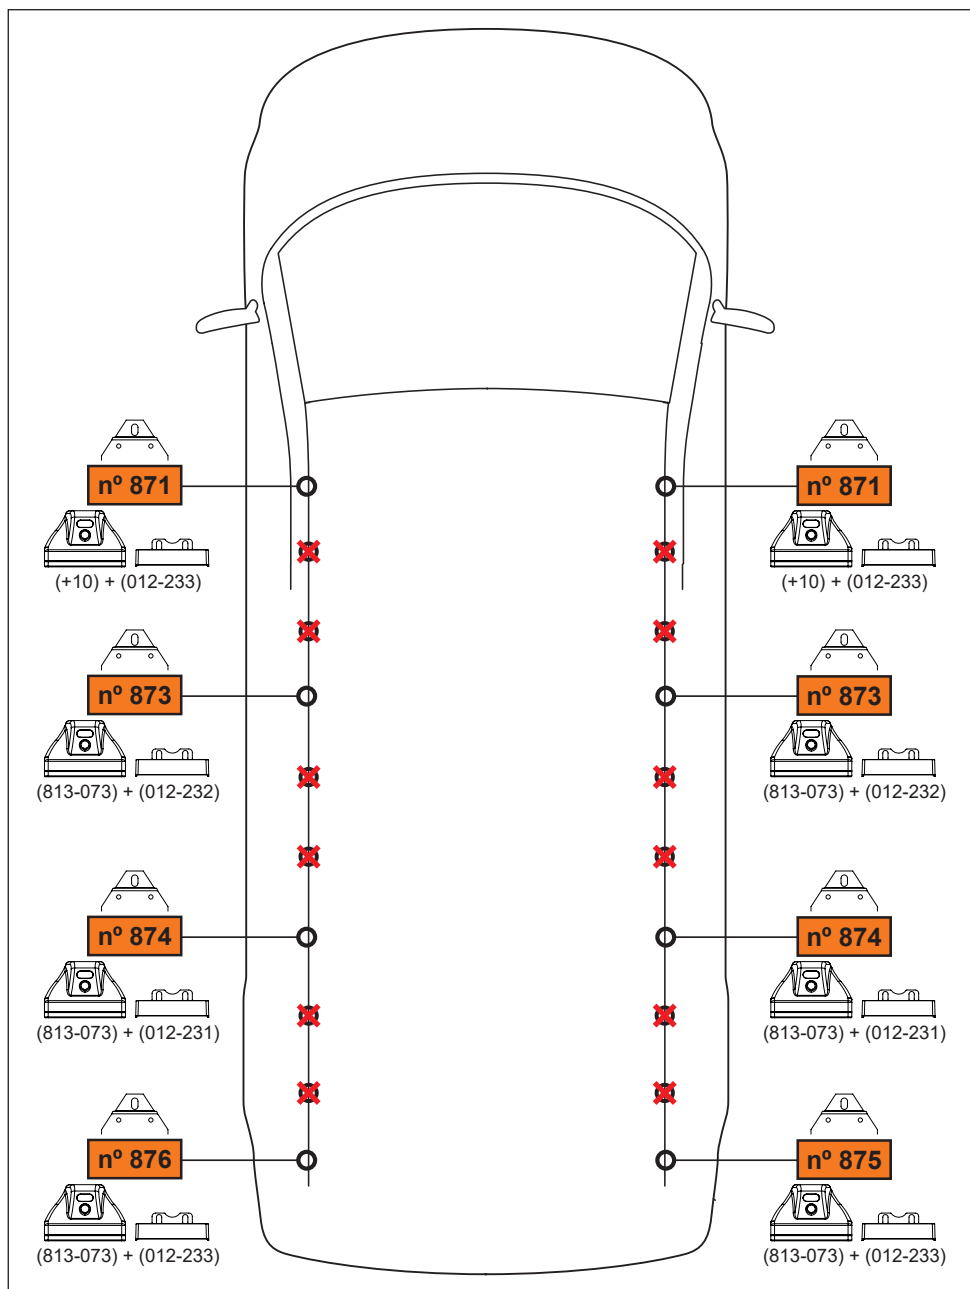 nº 871
nº 871
(+10) + (012-233)
(+10) + (012-233)
nº 873
nº 873
(813-073) + (012-232)
(813-073) + (012-232)
nº 874
nº 874
(813-073) + (012-231)
(813-073) + (012-231)
nº 876
nº 875
(813-073) + (012-233)
(813-073) + (012-233)